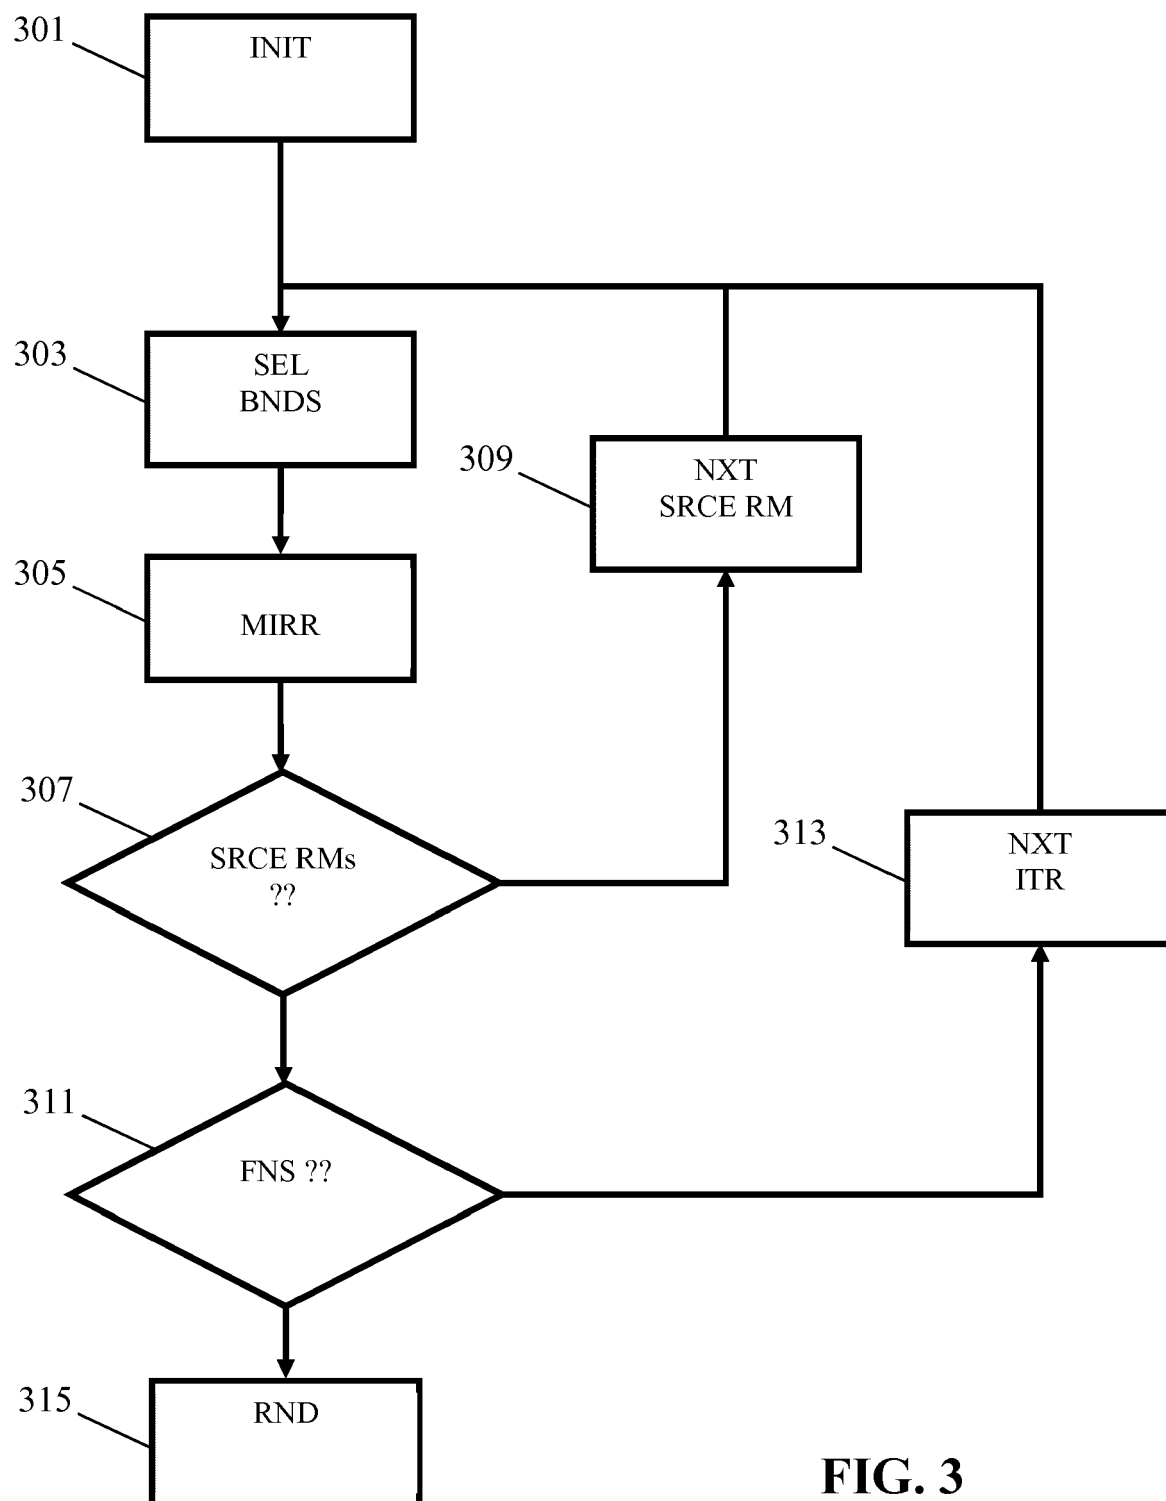 301
INIT
303
SEL
BNDS
309
NXT
SRCE RM
305
MIRR
307
SRCE RMs
??
313
NXT
ITR
311
FNS ??
315
RND
FIG. 3